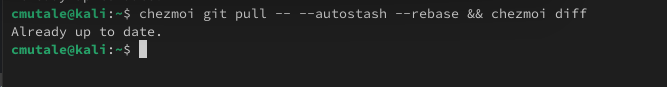 cmutale@kali:~$ chezmoi git pull -- --autostash --rebase && chezmoi diff
Already up to date.
cmutale@kali:~$